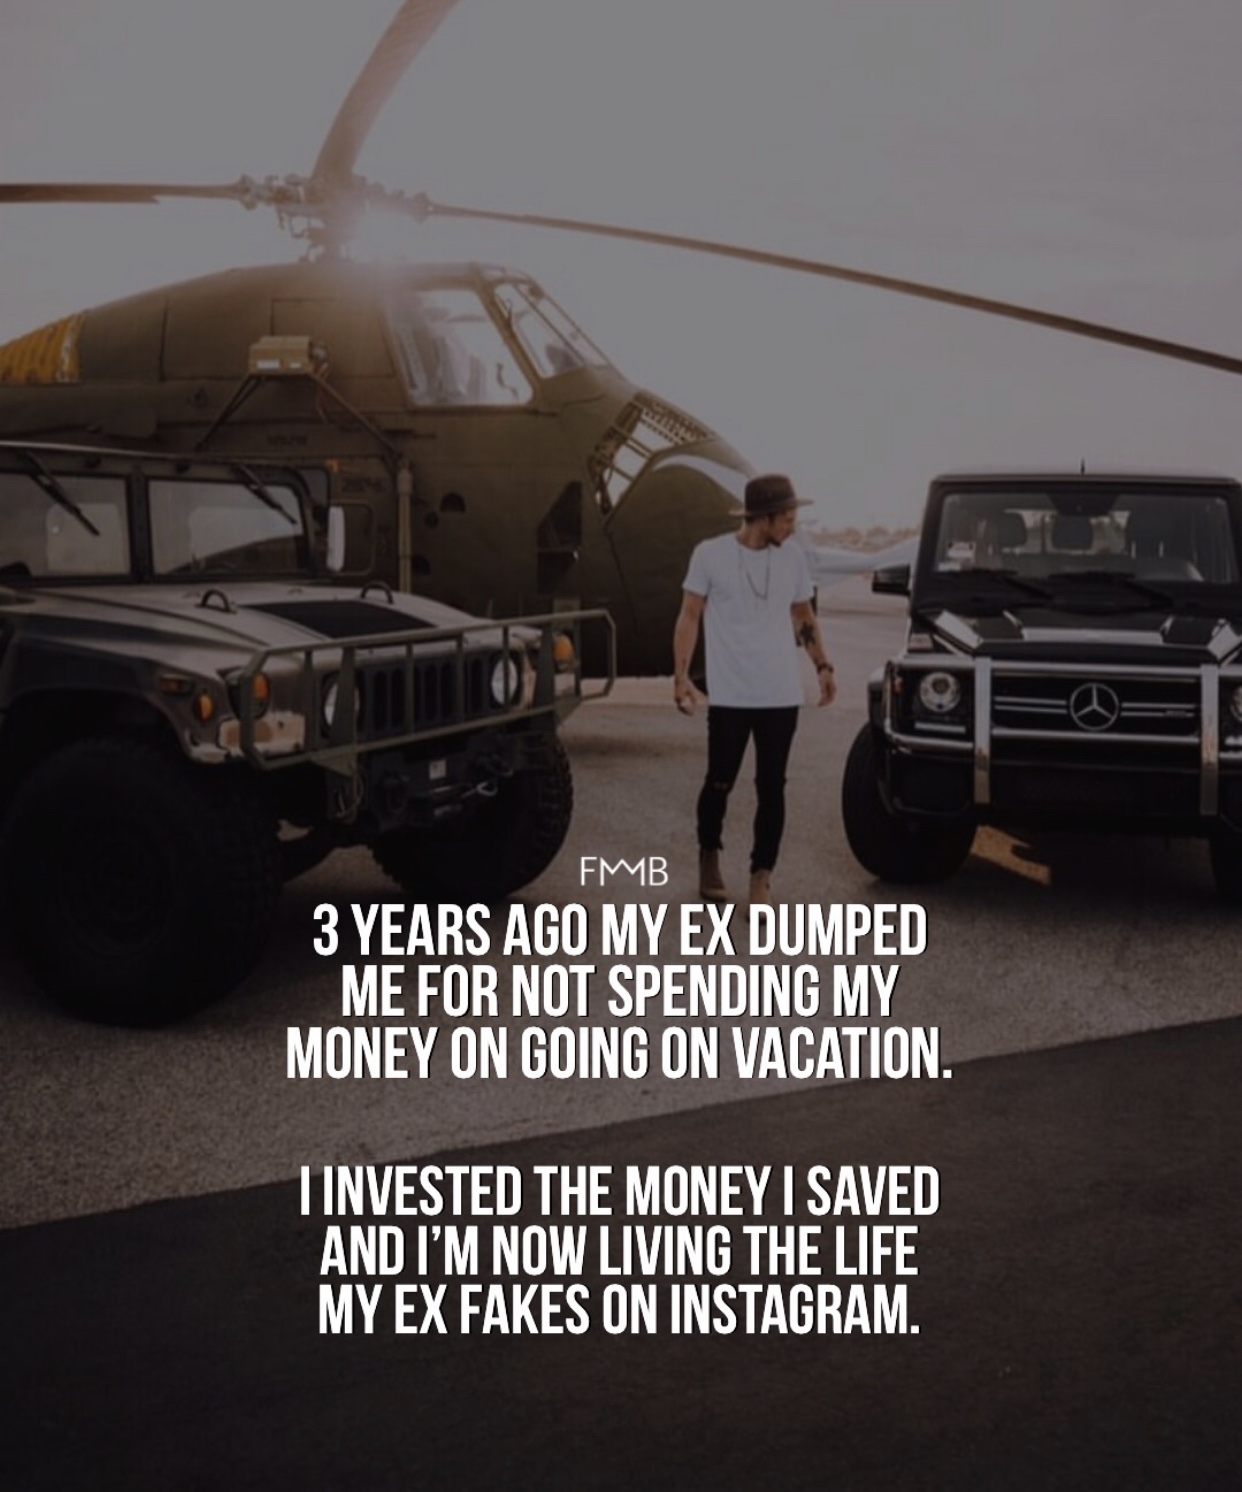 FMMB
3 YEARS AGO MY EX DUMPED
ME FOR NOT SPENDING MY
MONEY ON GOING ON VACATION.
I INVESTED THE MONEY I SAVED
AND I'M NOW LIVING THE LIFE
MY EX FAKES ON INSTAGRAM.